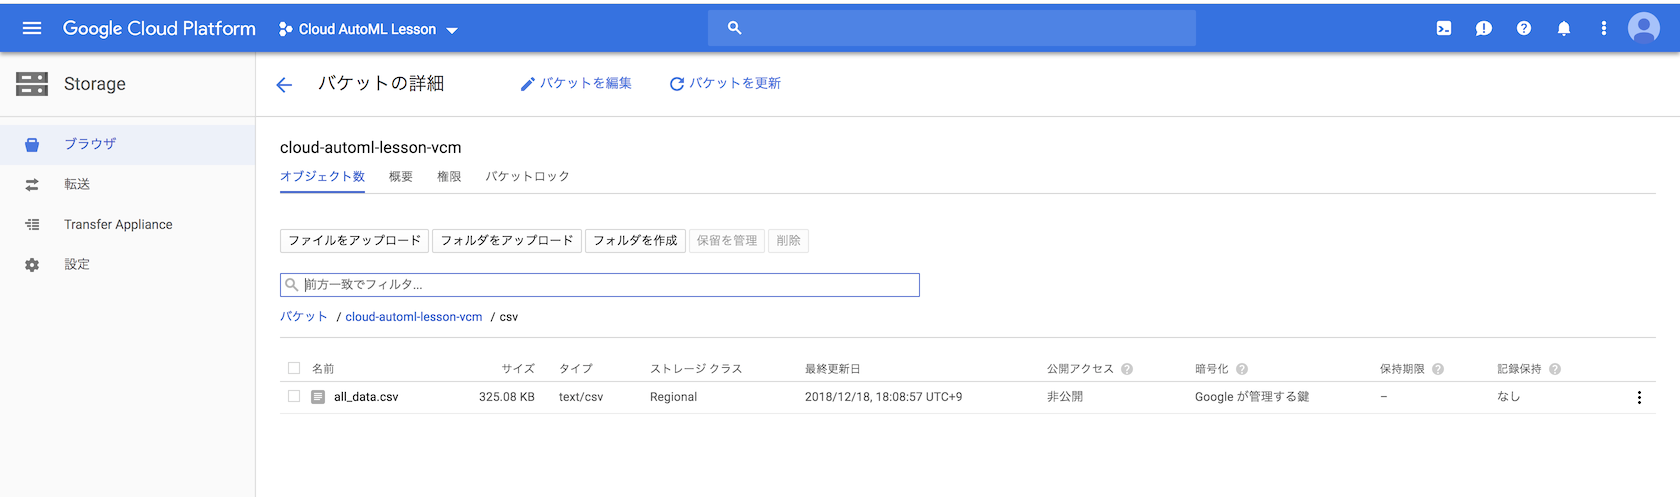 Google Cloud Platform Cloud AutoML Lesson
Storage
バケットの詳細 バケットを編集 バケットを更新
ブラウザ
転送
Transfer Appliance
設定
cloud-automl-lesson-vcm
オブジェクト数 概要 権限 バケットロック
ファイルをアップロード フォルダをアップロード フォルダを作成 保留を管理 削除
前方一致でフィルタ...
バケット / cloud-automl-lesson-vcm / csv
名前 サイズ タイプ ストレージ クラス 最終更新日 公開アクセス ? 暗号化 ? 保持期限 ? 記録保持 ?
all_data.csv 325.08 KB text/csv Regional 2018/12/18, 18:08:57 UTC+9 非公開 Google が管理する鍵 – なし